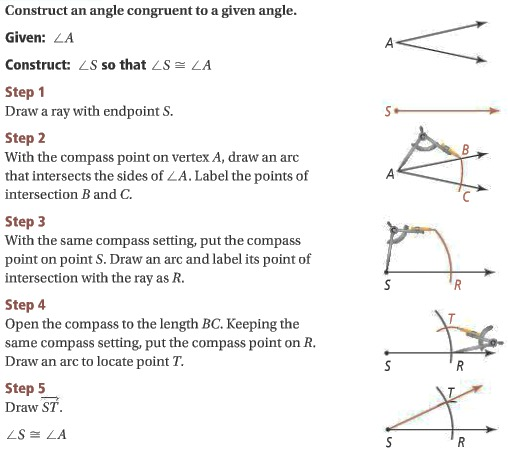 Construct an angle congruent to a given angle.
Given: ∠A
Construct: ∠S so that ∠S ≅ ∠A
A
Step 1
Draw a ray with endpoint S.
S
Step 2
With the compass point on vertex A, draw an arc
that intersects the sides of ∠A. Label the points of
intersection B and C.
B
A
C
Step 3
With the same compass setting, put the compass
point on point S. Draw an arc and label its point of
intersection with the ray as R.
S R
Step 4
Open the compass to the length BC. Keeping the
same compass setting, put the compass point on R.
Draw an arc to locate point T.
T
S R
Step 5
Draw S͞T⃗.
∠S ≅ ∠A
T
S R